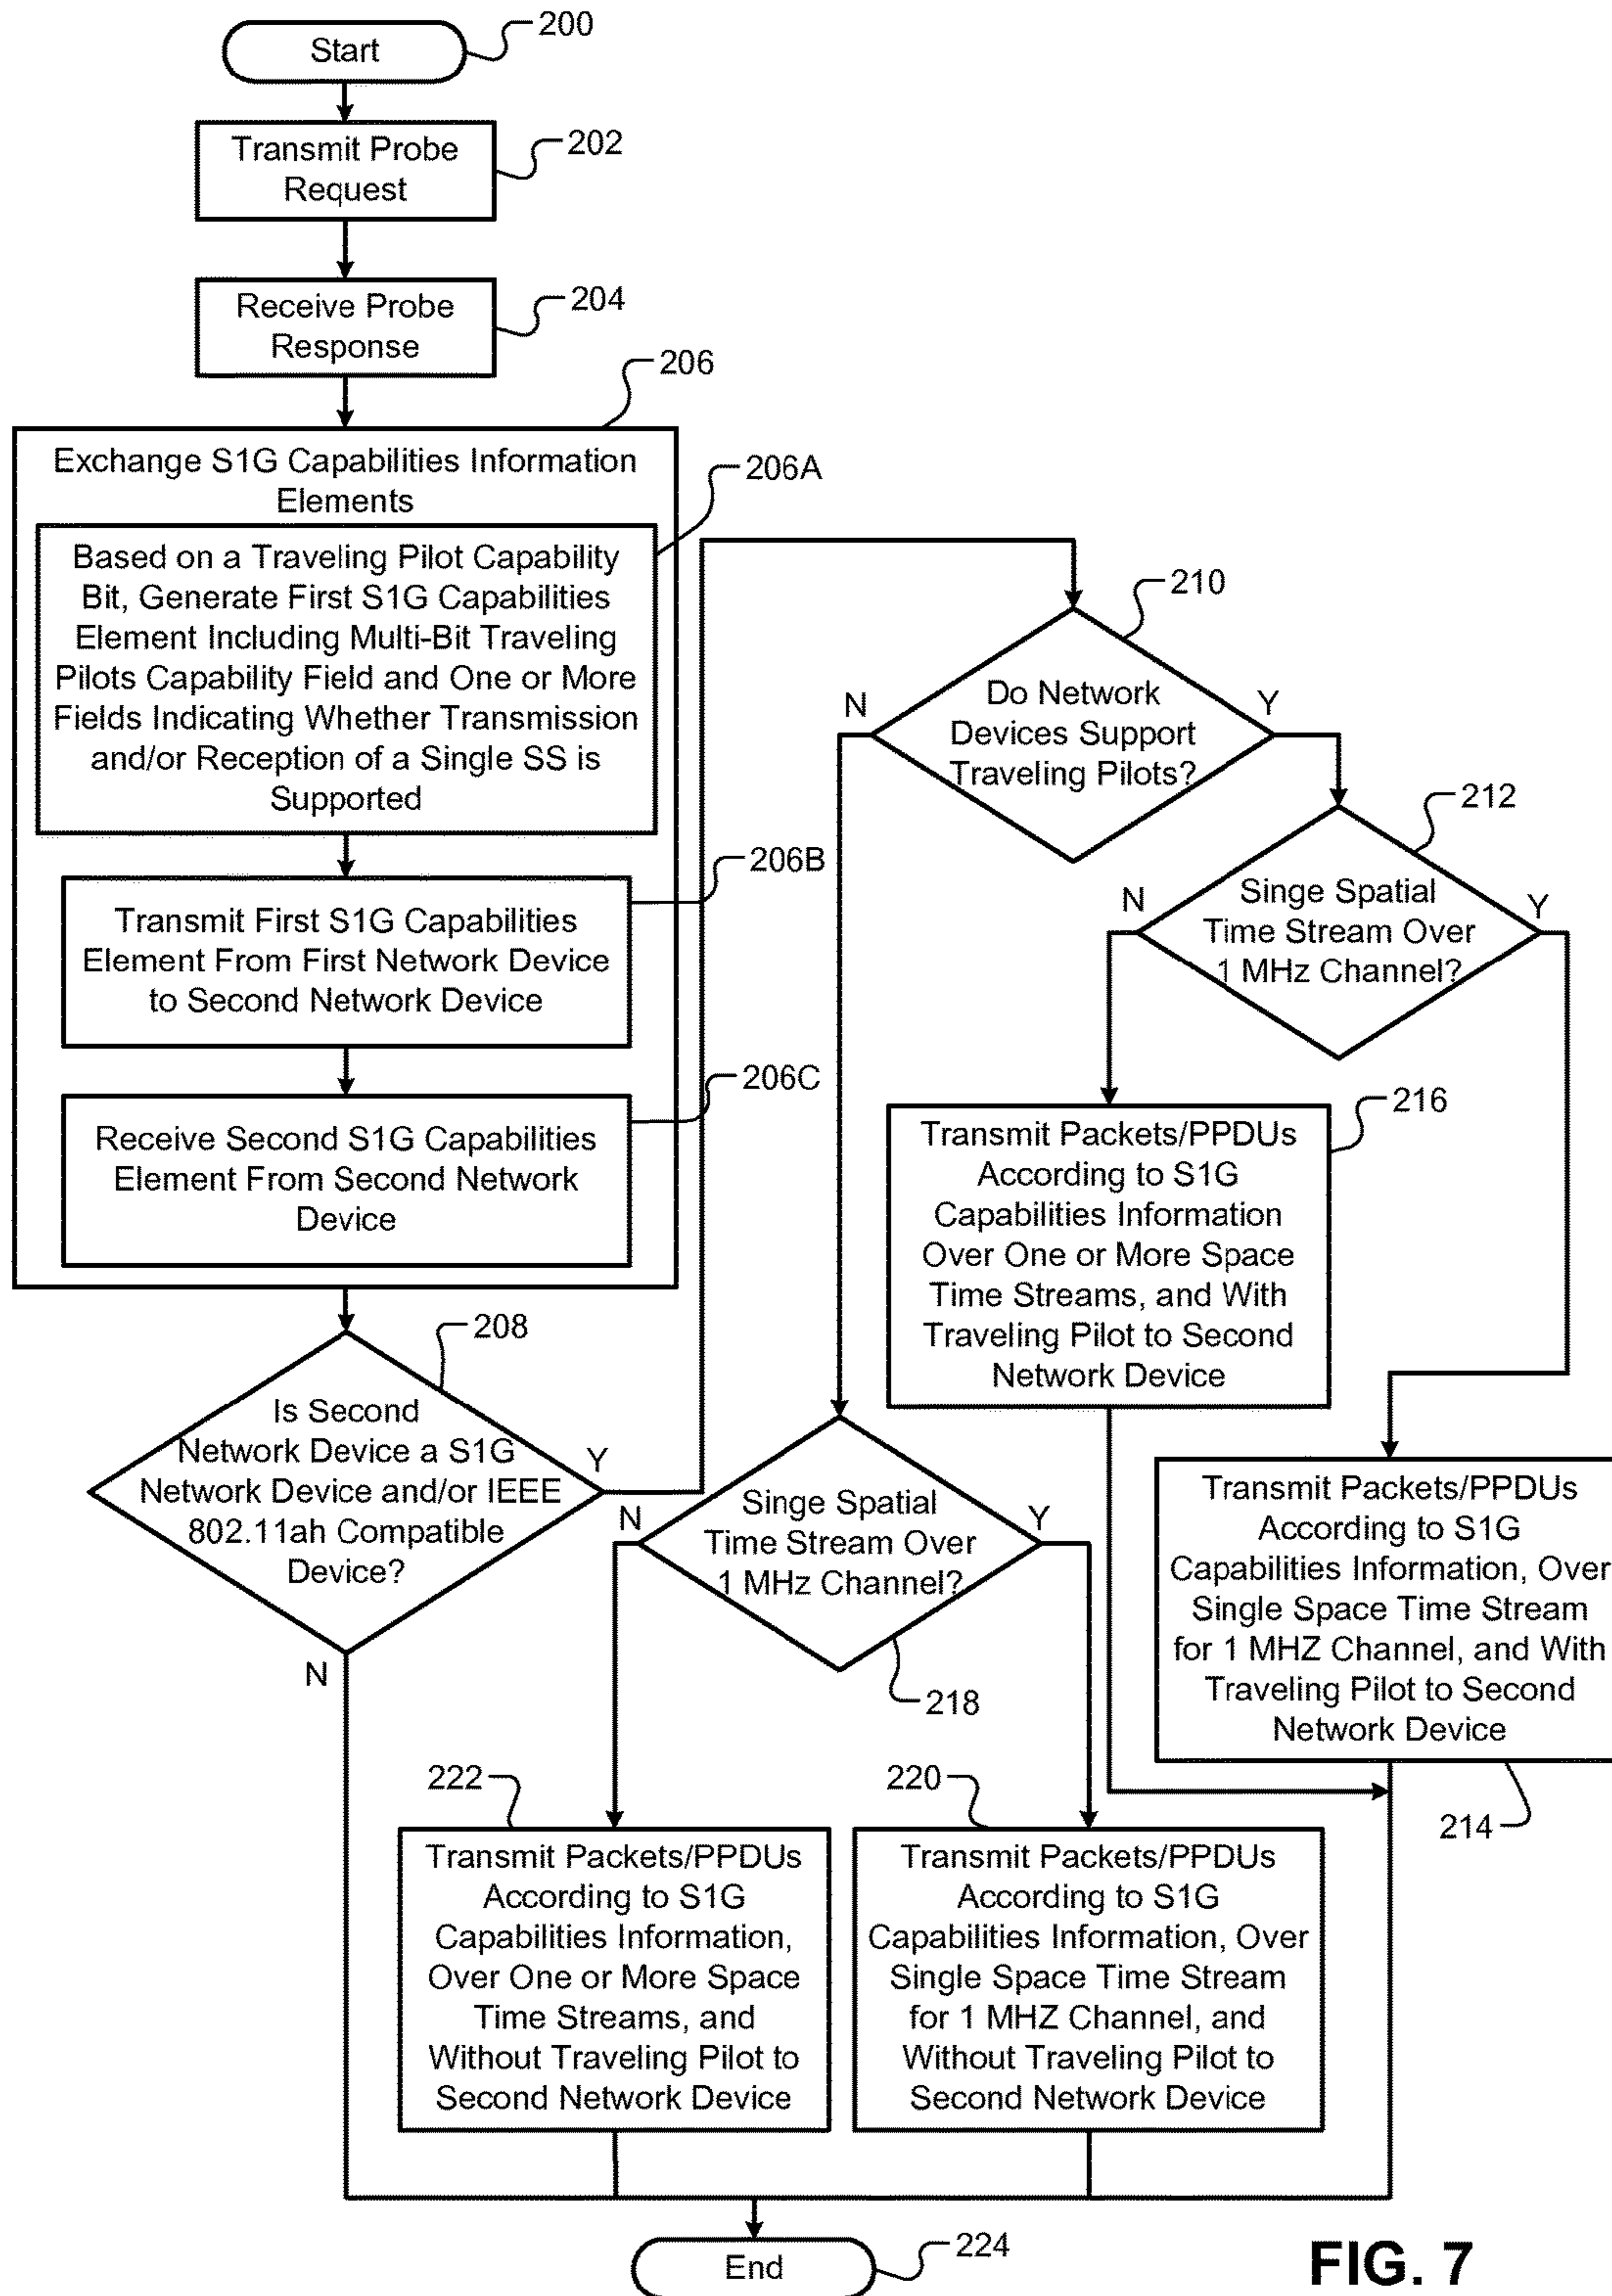 Start
200
Transmit Probe
Request
202
Receive Probe
Response
204
206
Exchange S1G Capabilities Information
Elements
206A
Based on a Traveling Pilot Capability
Bit, Generate First S1G Capabilities
Element Including Multi-Bit Traveling
Pilots Capability Field and One or More
Fields Indicating Whether Transmission
and/or Reception of a Single SS is
Supported
206B
Transmit First S1G Capabilities
Element From First Network Device
to Second Network Device
206C
Receive Second S1G Capabilities
Element From Second Network
Device
208
Is Second
Network Device a S1G
Network Device and/or IEEE
802.11ah Compatible
Device?
Y
N
210
Do Network
Devices Support
Traveling Pilots?
N
Y
212
Singe Spatial
Time Stream Over
1 MHz Channel?
N
Y
216
Transmit Packets/PPDUs
According to S1G
Capabilities Information
Over One or More Space
Time Streams, and With
Traveling Pilot to Second
Network Device
Transmit Packets/PPDUs
According to S1G
Capabilities Information, Over
Single Space Time Stream
for 1 MHZ Channel, and With
Traveling Pilot to Second
Network Device
214
Singe Spatial
Time Stream Over
1 MHz Channel?
N
Y
218
222
Transmit Packets/PPDUs
According to S1G
Capabilities Information,
Over One or More Space
Time Streams, and
Without Traveling Pilot to
Second Network Device
220
Transmit Packets/PPDUs
According to S1G
Capabilities Information, Over
Single Space Time Stream
for 1 MHZ Channel, and
Without Traveling Pilot to
Second Network Device
End
224
FIG. 7